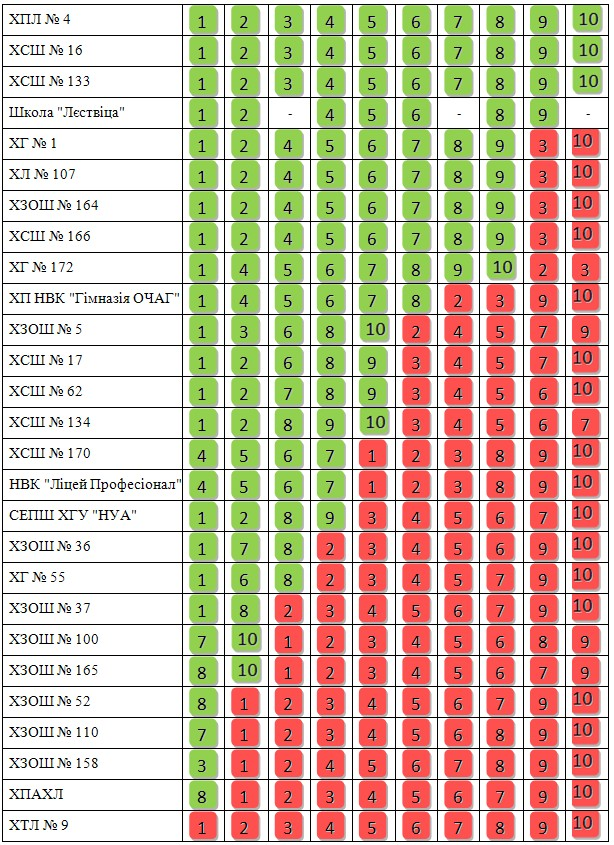 ХПЛ № 4 1 2 3 4 5 6 7 8 9 10
ХСШ № 16 1 2 3 4 5 6 7 8 9 10
ХСШ № 133 1 2 3 4 5 6 7 8 9 10
Школа "Лєствіца" 1 2 - 4 5 6 - 8 9 -
ХГ № 1 1 2 4 5 6 7 8 9 3 10
ХЛ № 107 1 2 4 5 6 7 8 9 3 10
ХЗОШ № 164 1 2 4 5 6 7 8 9 3 10
ХСШ № 166 1 2 4 5 6 7 8 9 3 10
ХГ № 172 1 4 5 6 7 8 9 10 2 3
ХП НВК "Гімназія ОЧАГ" 1 4 5 6 7 8 2 3 9 10
ХЗОШ № 5 1 3 6 8 10 2 4 5 7 9
ХСШ № 17 1 2 6 8 9 3 4 5 7 10
ХСШ № 62 1 2 7 8 9 3 4 5 6 10
ХСШ № 134 1 2 8 9 10 3 4 5 6 7
ХСШ № 170 4 5 6 7 1 2 3 8 9 10
НВК "Ліцей Професіонал" 4 5 6 7 1 2 3 8 9 10
СЕПШ ХГУ "НУА" 1 2 8 9 3 4 5 6 7 10
ХЗОШ № 36 1 7 8 2 3 4 5 6 9 10
ХГ № 55 1 6 8 2 3 4 5 7 9 10
ХЗОШ № 37 1 8 2 3 4 5 6 7 9 10
ХЗОШ № 100 7 10 1 2 3 4 5 6 8 9
ХЗОШ № 165 8 10 1 2 3 4 5 6 7 9
ХЗОШ № 52 8 1 2 3 4 5 6 7 9 10
ХЗОШ № 110 7 1 2 3 4 5 6 8 9 10
ХЗОШ № 158 3 1 2 4 5 6 7 8 9 10
ХПАХЛ 8 1 2 3 4 5 6 7 9 10
ХТЛ № 9 1 2 3 4 5 6 7 8 9 10